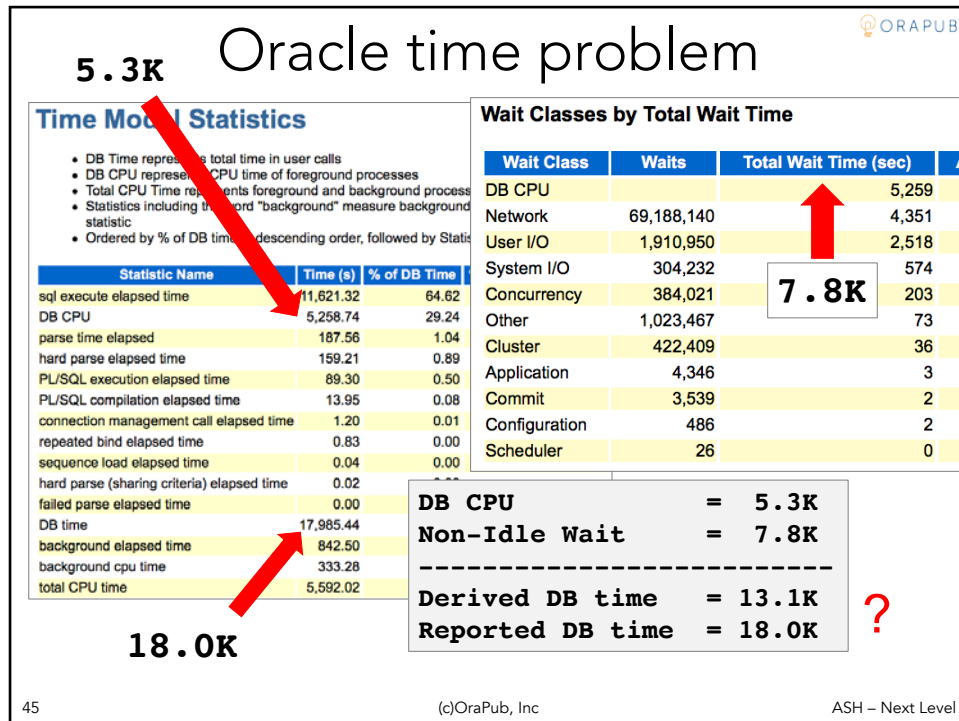 ORAPUB
Oracle time problem
5.3K
Time Model Statistics
• DB Time represents total time in user calls
• DB CPU represents CPU time of foreground processes
• Total CPU Time represents foreground and background process
• Statistics including the word "background" measure background
statistic
• Ordered by % of DB time in descending order, followed by Statis
Statistic Name Time (s) % of DB Time
sql execute elapsed time 11,621.32 64.62
DB CPU 5,258.74 29.24
parse time elapsed 187.56 1.04
hard parse elapsed time 159.21 0.89
PL/SQL execution elapsed time 89.30 0.50
PL/SQL compilation elapsed time 13.95 0.08
connection management call elapsed time 1.20 0.01
repeated bind elapsed time 0.83 0.00
sequence load elapsed time 0.04 0.00
hard parse (sharing criteria) elapsed time 0.02
failed parse elapsed time 0.00
DB time 17,985.44
background elapsed time 842.50
background cpu time 333.28
total CPU time 5,592.02
18.0K
Wait Classes by Total Wait Time
Wait Class Waits Total Wait Time (sec)
DB CPU 5,259
Network 69,188,140 4,351
User I/O 1,910,950 2,518
System I/O 304,232 574
Concurrency 384,021 203
Other 1,023,467 73
Cluster 422,409 36
Application 4,346 3
Commit 3,539 2
Configuration 486 2
Scheduler 26 0
7.8K
DB CPU = 5.3K
Non-Idle Wait = 7.8K
---------------------------
Derived DB time = 13.1K
Reported DB time = 18.0K
?
45
(c)OraPub, Inc
ASH – Next Level